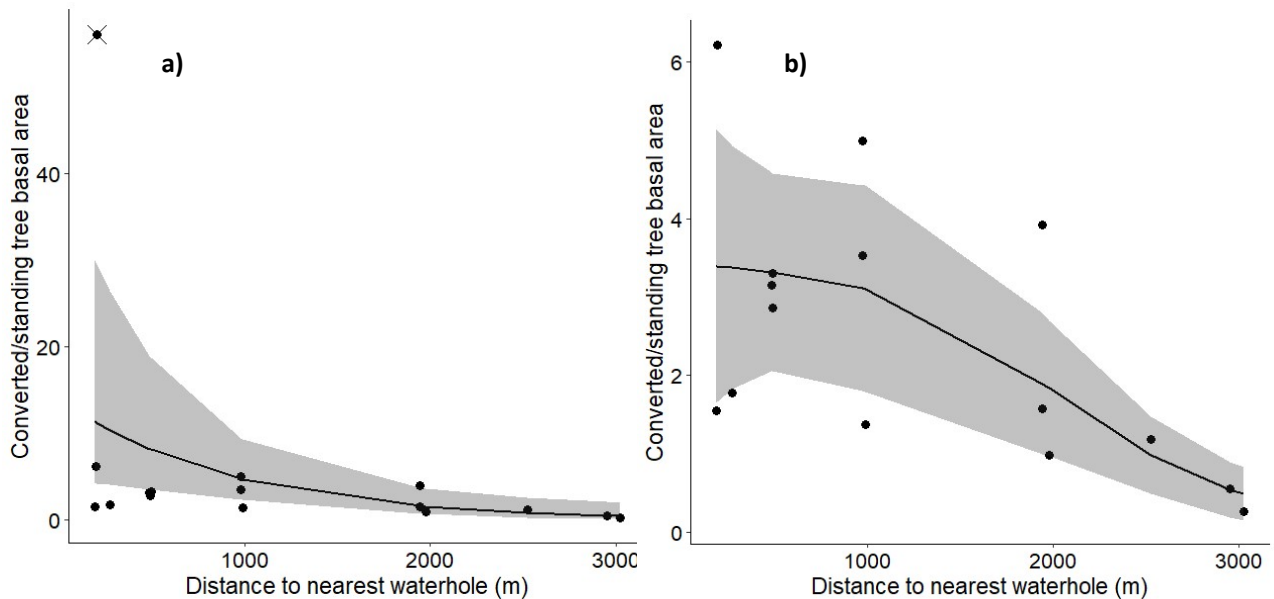 a)
Converted/standing tree basal area
40
20
0
1000
2000
3000
Distance to nearest waterhole (m)
b)
Converted/standing tree basal area
6
4
2
0
1000
2000
3000
Distance to nearest waterhole (m)